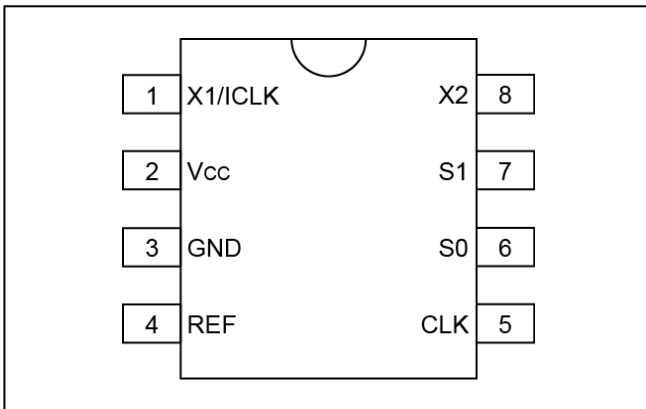 1 X1/ICLK X2 8
2 Vcc S1 7
3 GND S0 6
4 REF CLK 5